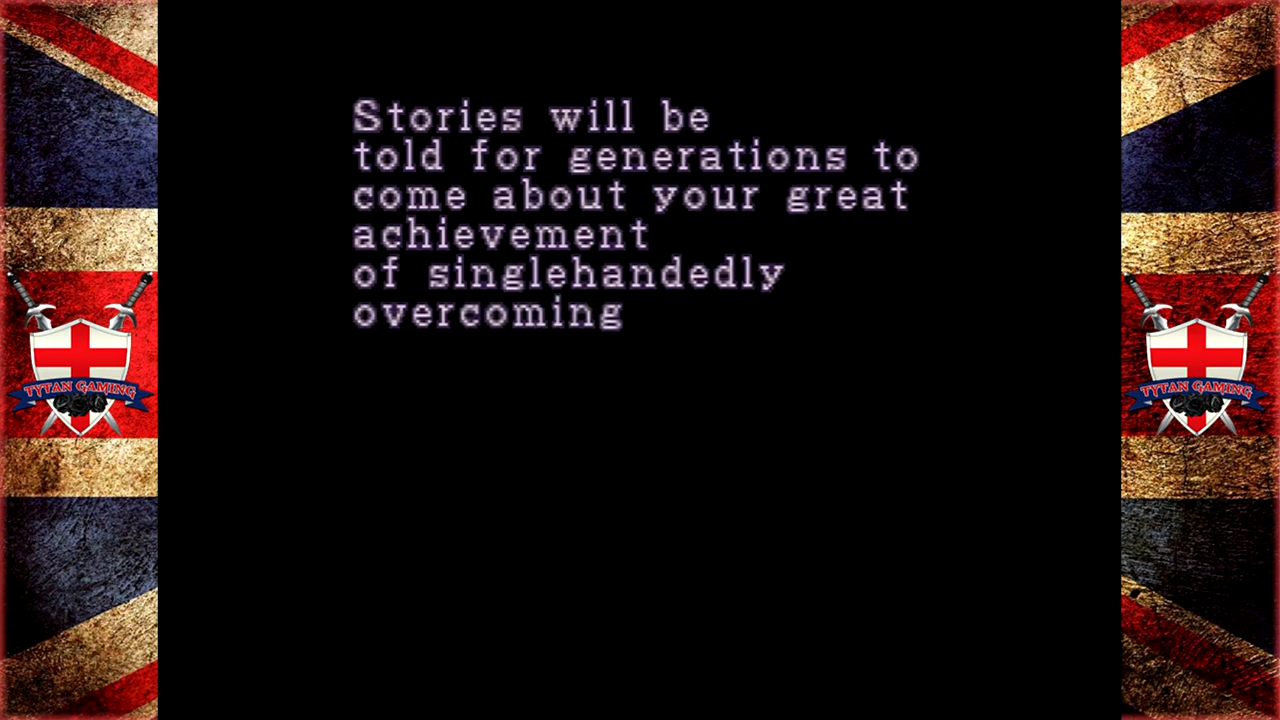 Stories will be
told for generations to
come about your great
achievement
of singlehandedly
overcoming
TYTAN GAMING
TYTAN GAMING